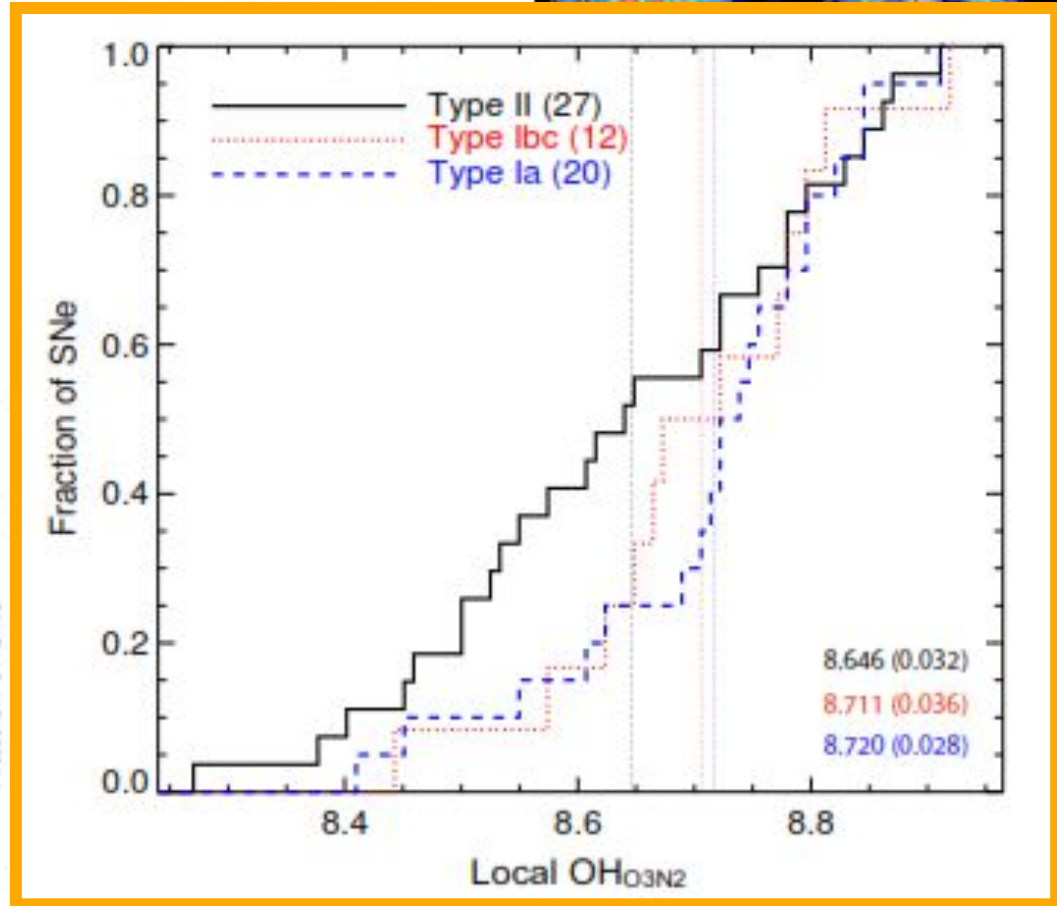 1.0
0.8
0.6
0.4
0.2
0.0
Fraction of SNe
Type II (27)
Type Ibc (12)
Type Ia (20)
8.646 (0.032)
8.711 (0.036)
8.720 (0.028)
8.4 8.6 8.8
Local OH_O3N2